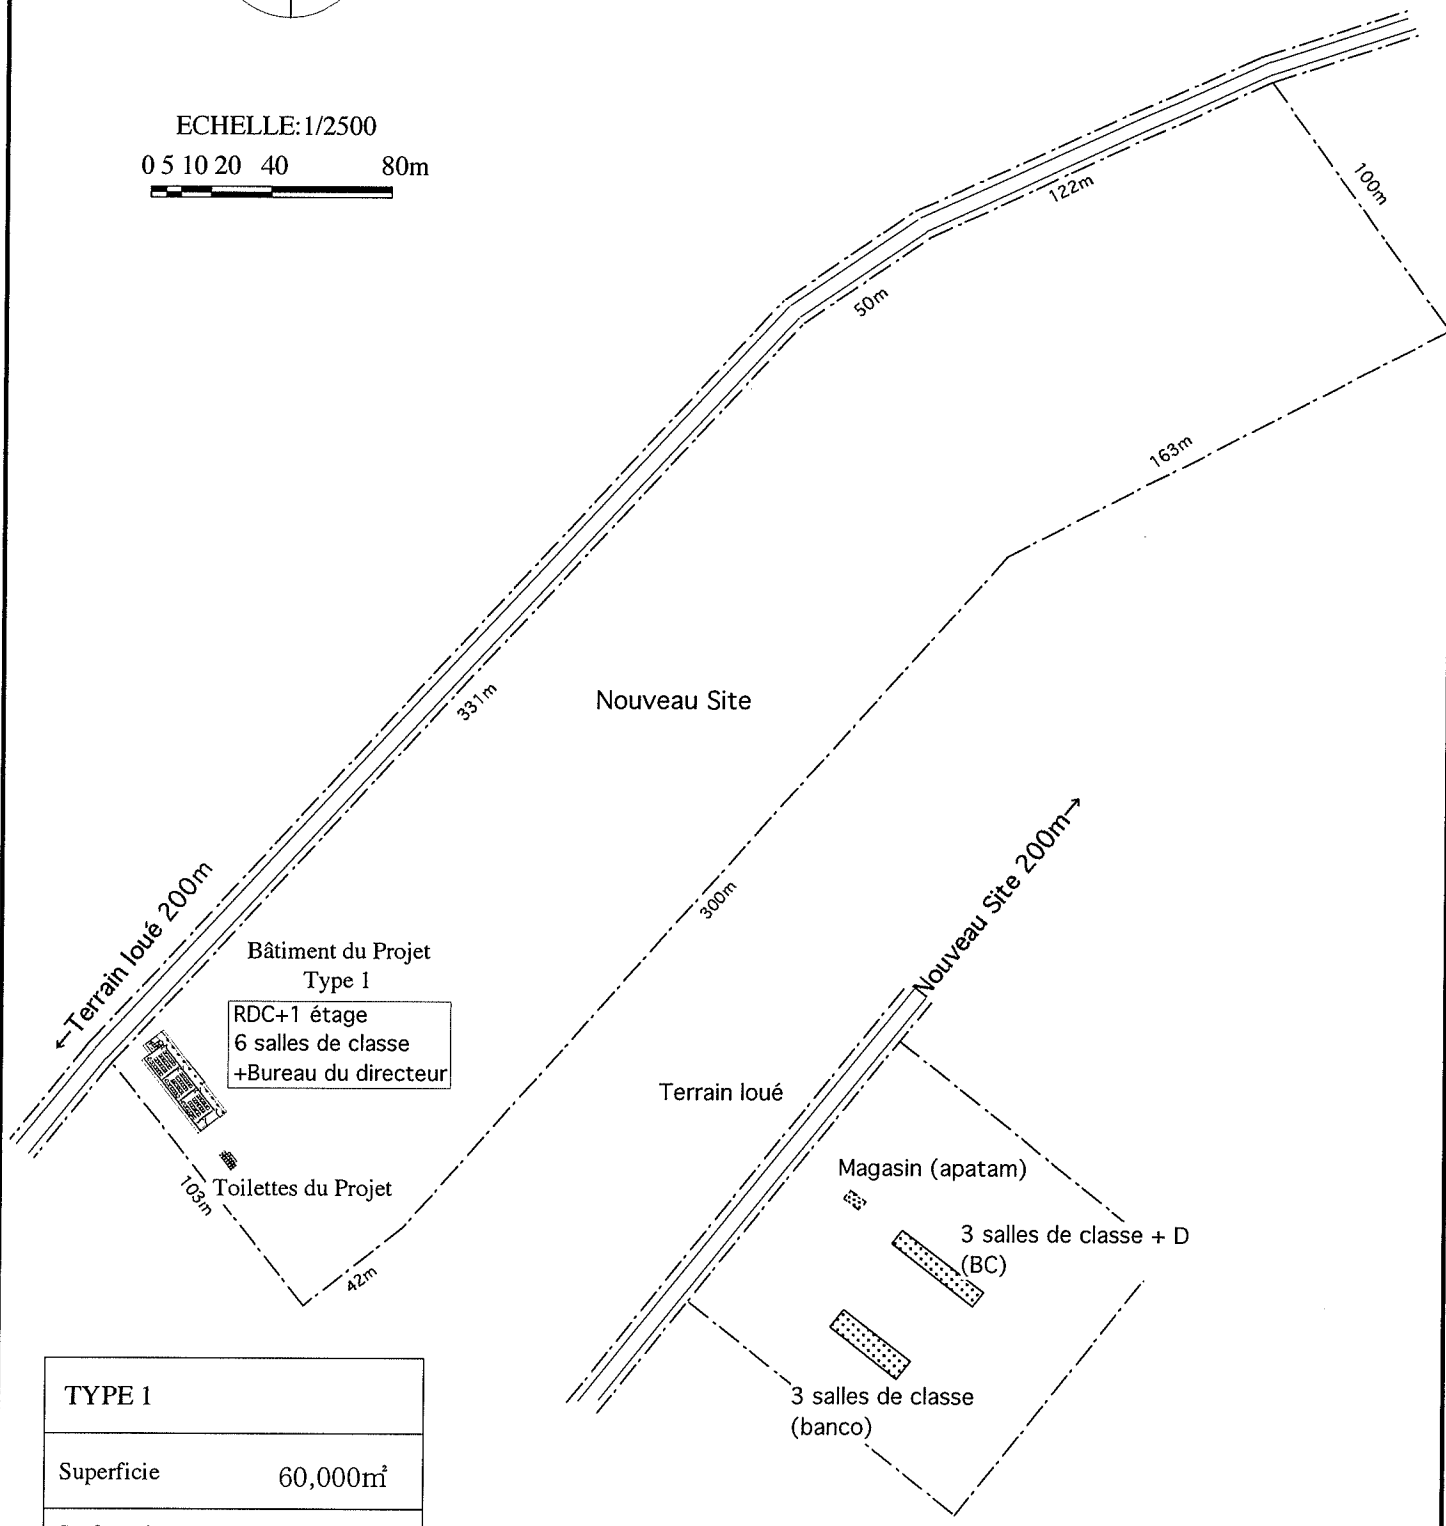 ECHELLE:1/2500
0 5 10 20 40 80m
122m
100m
50m
163m
331m
Nouveau Site
300m
←Terrain loué 200m
Nouveau Site 200m→
Bâtiment du Projet
Type 1
RDC+1 étage
6 salles de classe
+Bureau du directeur
Terrain loué
Magasin (apatam)
103m
Toilettes du Projet
3 salles de classe + D
(BC)
42m
3 salles de classe
(banco)
TYPE 1
Superficie 60,000㎡